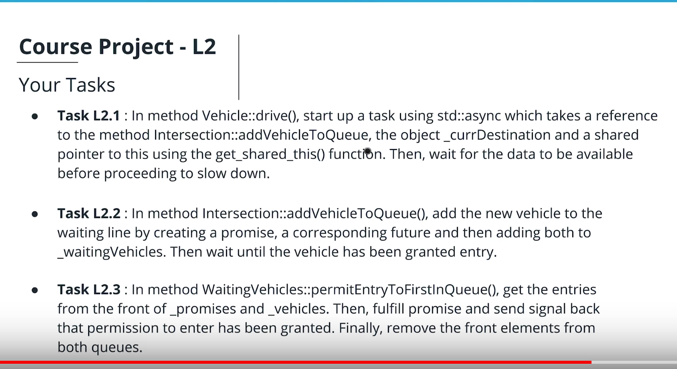 Course Project - L2
Your Tasks
● Task L2.1 : In method Vehicle::drive(), start up a task using std::async which takes a reference
to the method Intersection::addVehicleToQueue, the object _currDestination and a shared
pointer to this using the get_shared_this() function. Then, wait for the data to be available
before proceeding to slow down.
● Task L2.2 : In method Intersection::addVehicleToQueue(), add the new vehicle to the
waiting line by creating a promise, a corresponding future and then adding both to
_waitingVehicles. Then wait until the vehicle has been granted entry.
● Task L2.3 : In method WaitingVehicles::permitEntryToFirstInQueue(), get the entries
from the front of _promises and _vehicles. Then, fulfill promise and send signal back
that permission to enter has been granted. Finally, remove the front elements from
both queues.